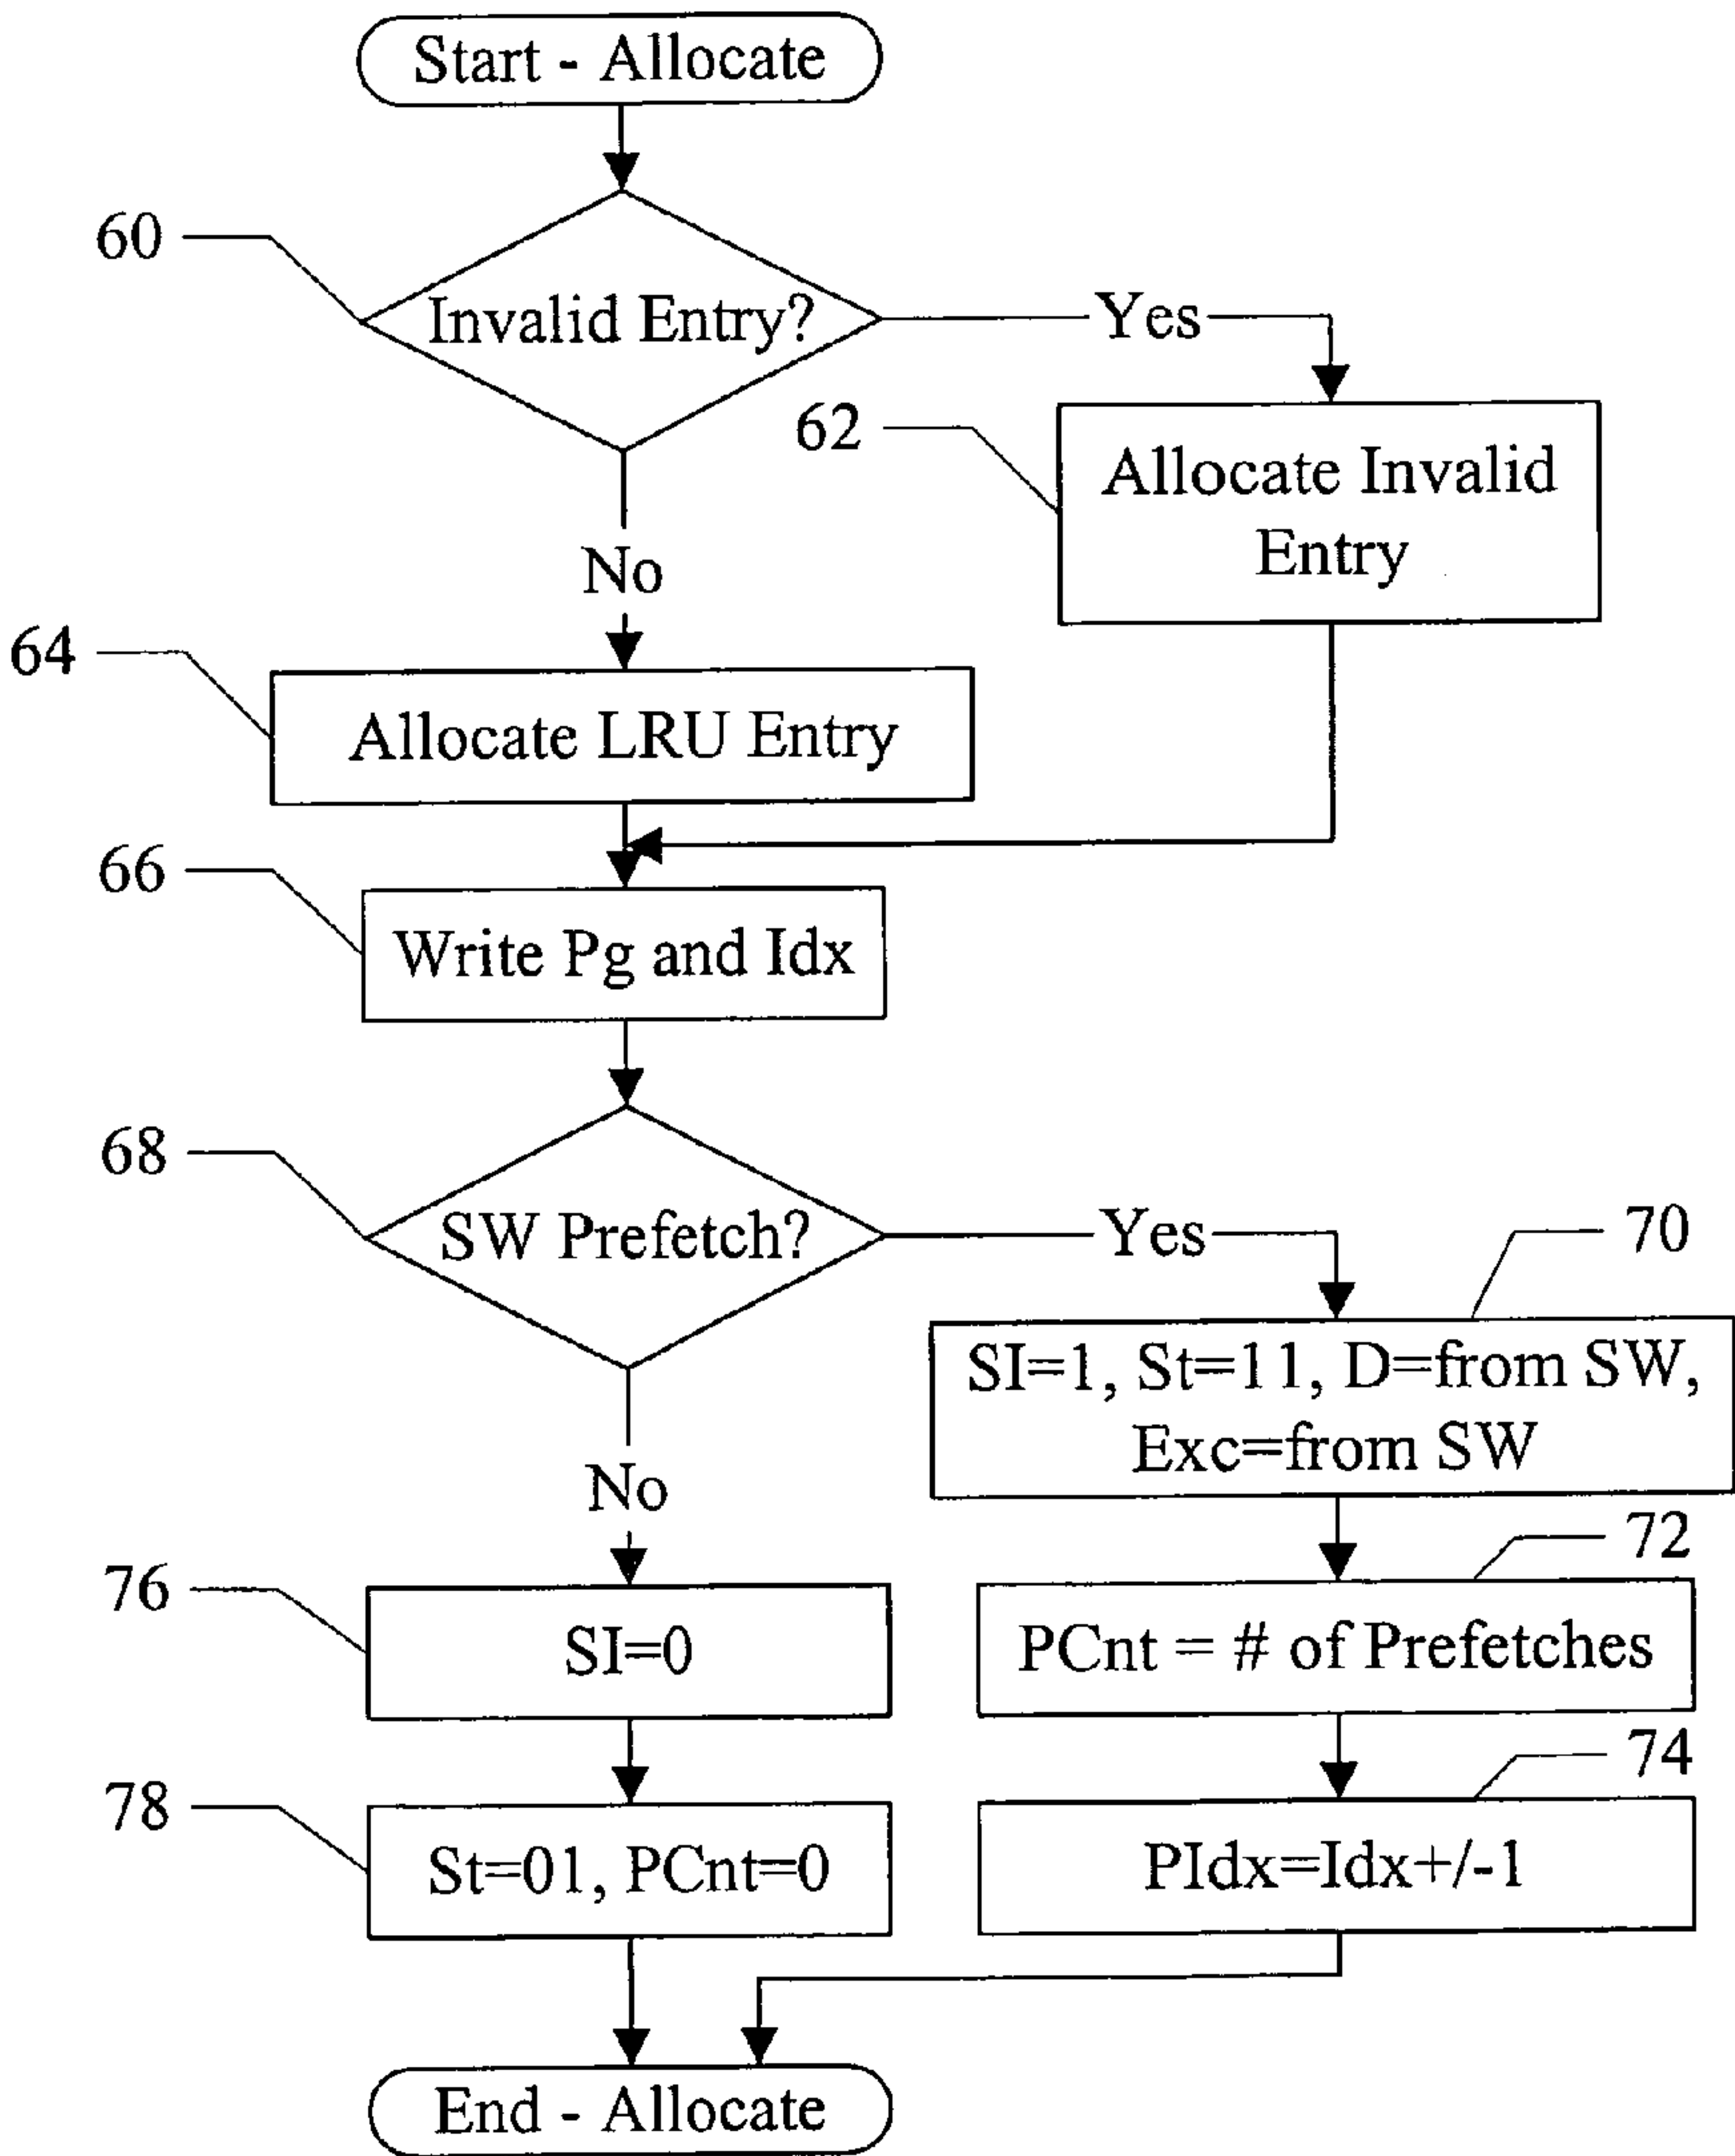 Start - Allocate
60
Invalid Entry?
Yes
62
Allocate Invalid
Entry
No
64
Allocate LRU Entry
66
Write Pg and Idx
68
SW Prefetch?
Yes
70
SI=1, St=11, D=from SW,
Exc=from SW
No
72
76
SI=0
PCnt = # of Prefetches
74
78
St=01, PCnt=0
PIdx=Idx+/-1
End - Allocate